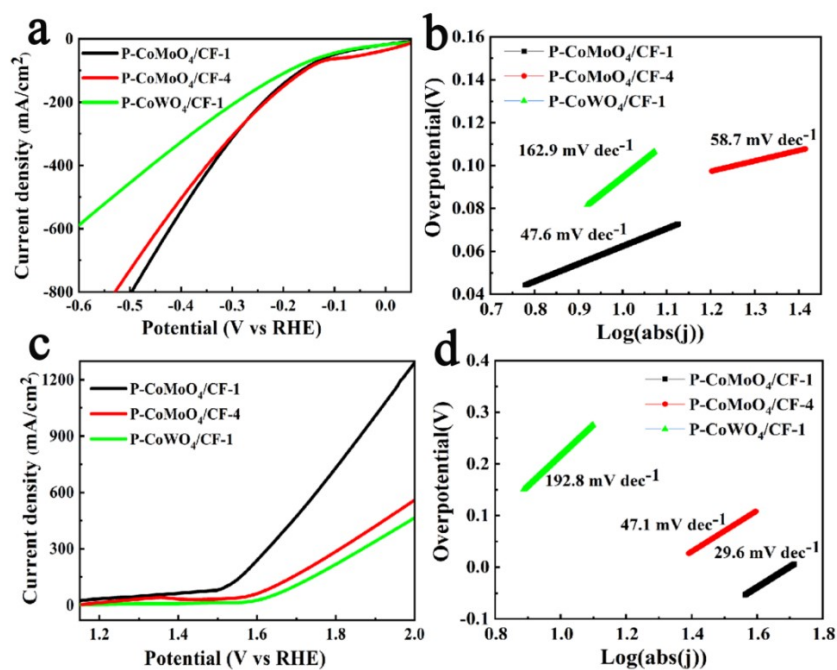 a
0
-200
-400
-600
-800
-0.6
-0.5
-0.4
-0.3
-0.2
-0.1
0.0
Current density (mA/cm²)
Potential (V vs RHE)
P-CoMoO₄/CF-1
P-CoMoO₄/CF-4
P-CoWO₄/CF-1
b
0.16
0.14
0.12
0.10
0.08
0.06
0.04
0.7
0.8
0.9
1.0
1.1
1.2
1.3
1.4
Overpotential(V)
Log(abs(j))
P-CoMoO₄/CF-1
P-CoMoO₄/CF-4
P-CoWO₄/CF-1
162.9 mV dec⁻¹
58.7 mV dec⁻¹
47.6 mV dec⁻¹
c
1200
900
600
300
0
1.2
1.4
1.6
1.8
2.0
Current density (mA/cm²)
Potential (V vs RHE)
P-CoMoO₄/CF-1
P-CoMoO₄/CF-4
P-CoWO₄/CF-1
d
0.4
0.3
0.2
0.1
0.0
-0.1
0.8
1.0
1.2
1.4
1.6
1.8
Overpotential(V)
Log(abs(j))
P-CoMoO₄/CF-1
P-CoMoO₄/CF-4
P-CoWO₄/CF-1
192.8 mV dec⁻¹
47.1 mV dec⁻¹
29.6 mV dec⁻¹